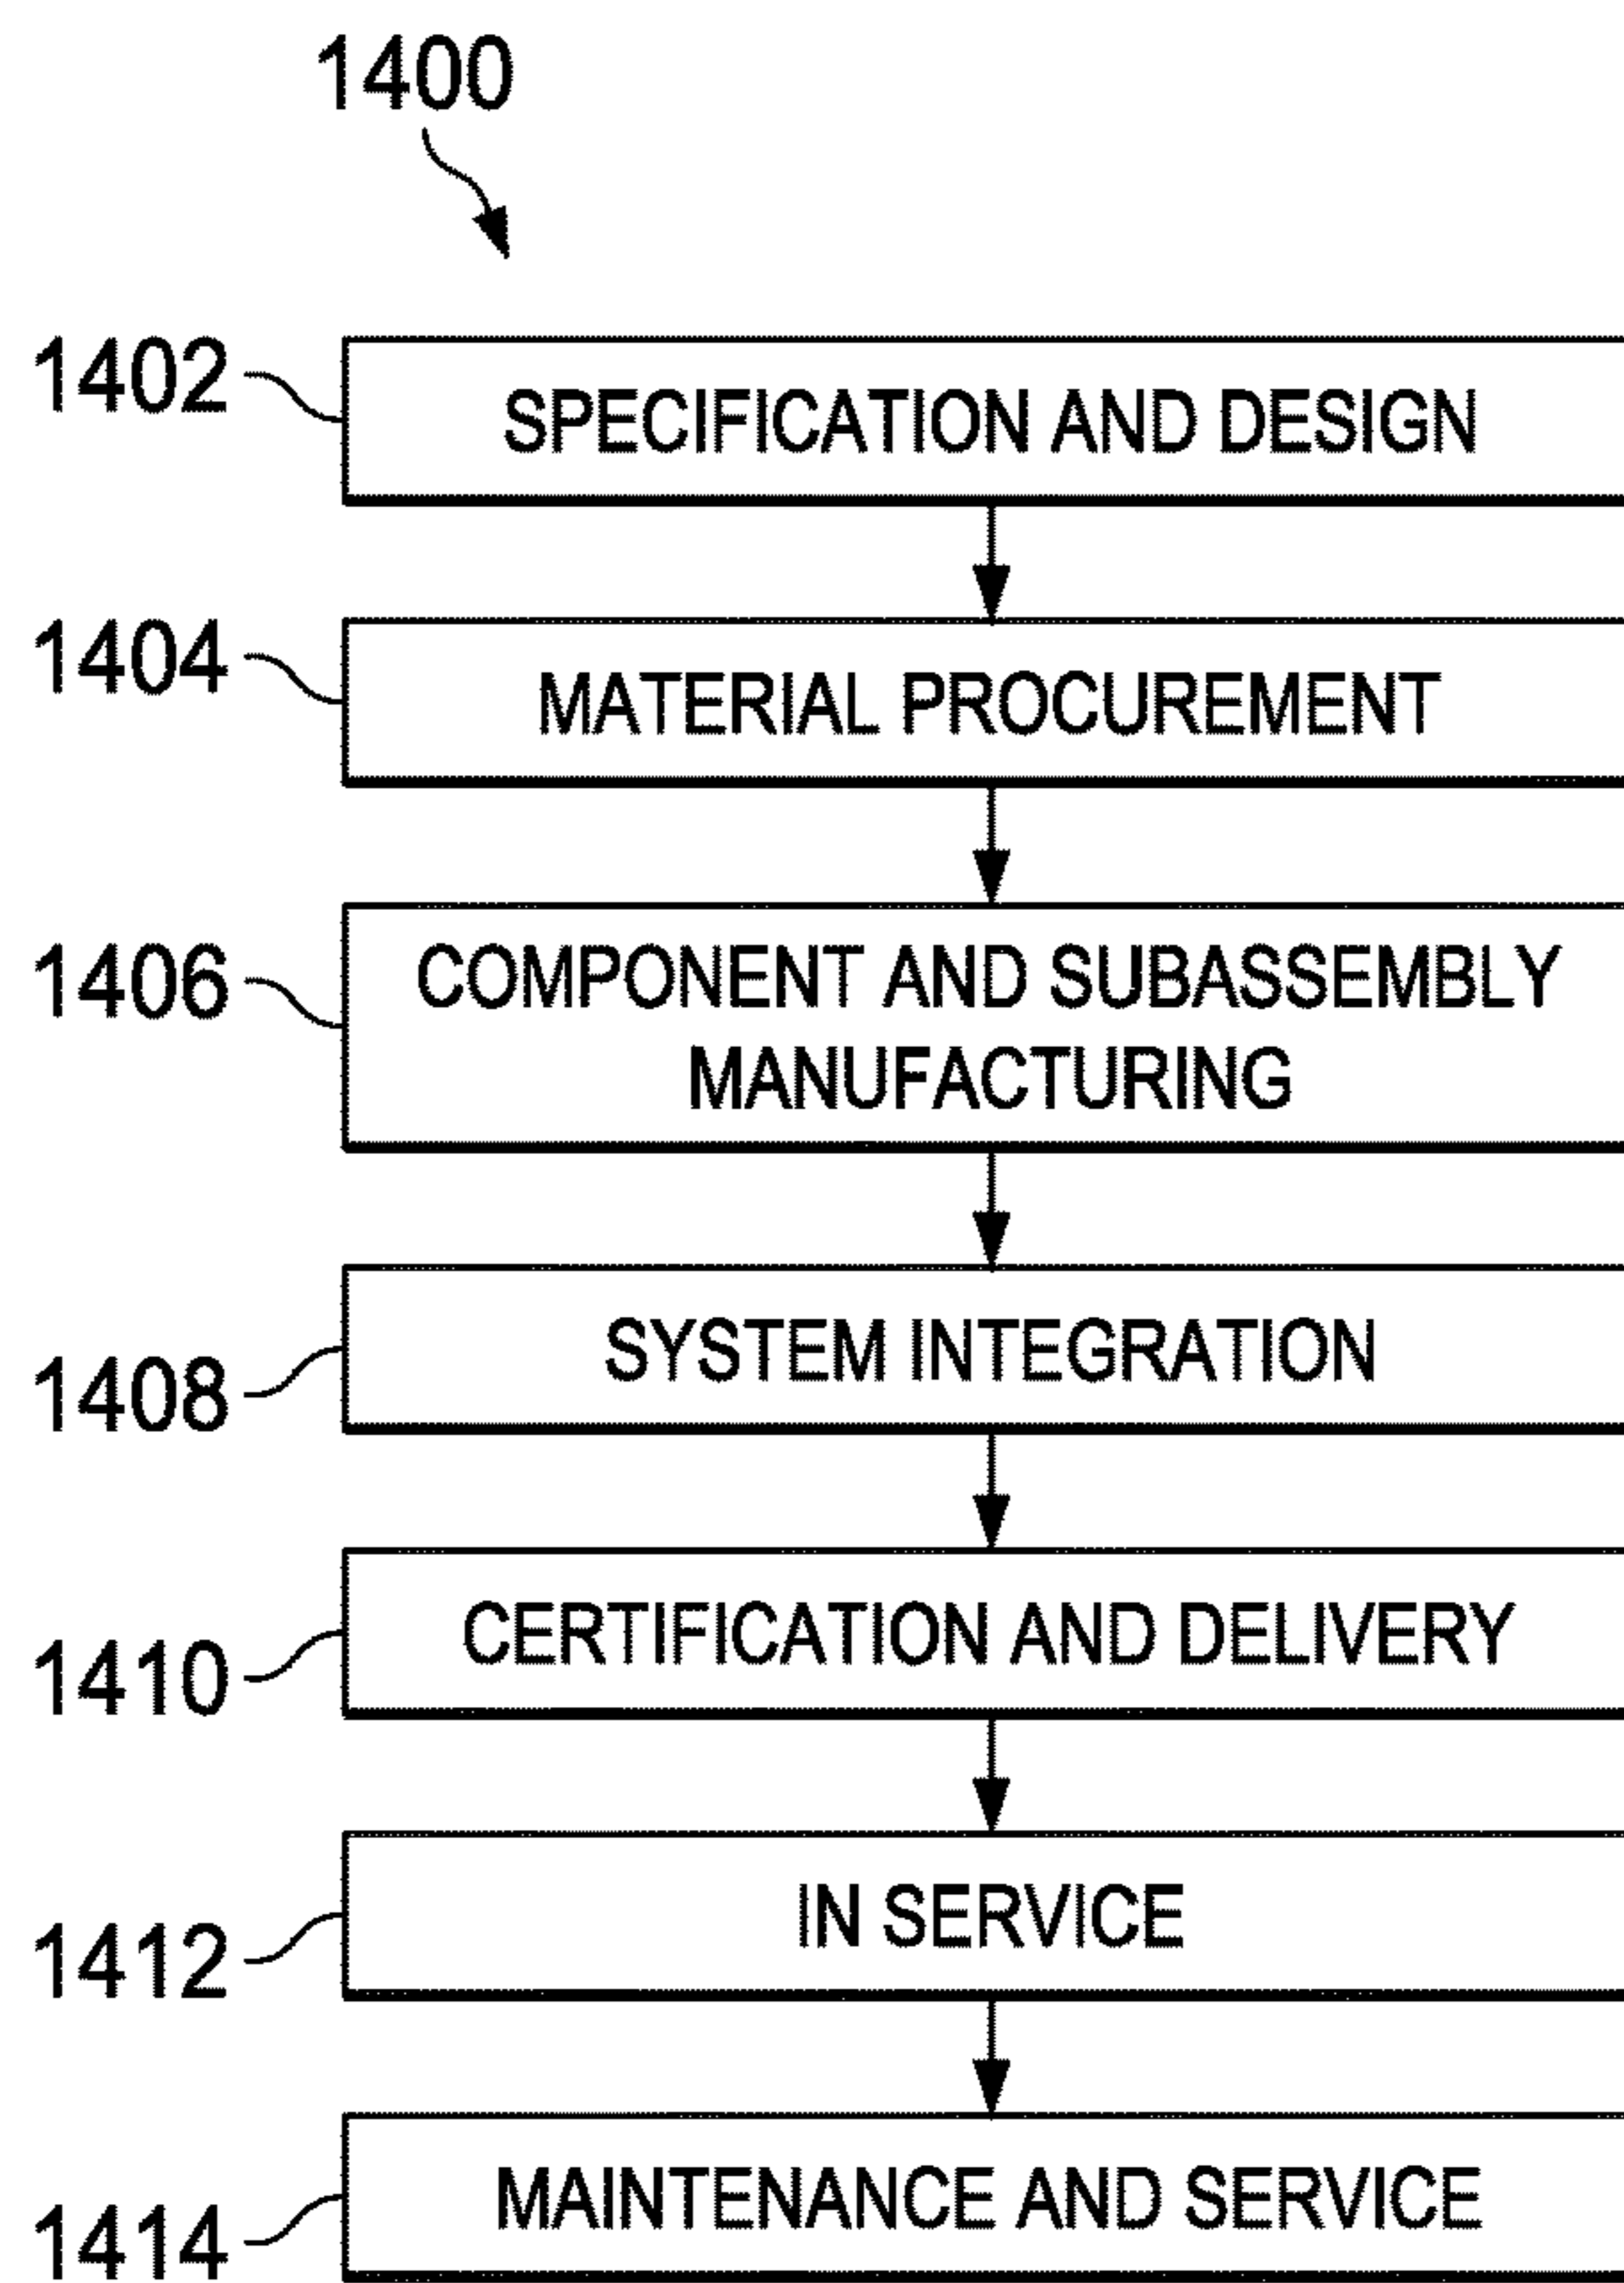 1400
1402
SPECIFICATION AND DESIGN
1404
MATERIAL PROCUREMENT
1406
COMPONENT AND SUBASSEMBLY
MANUFACTURING
1408
SYSTEM INTEGRATION
1410
CERTIFICATION AND DELIVERY
1412
IN SERVICE
1414
MAINTENANCE AND SERVICE